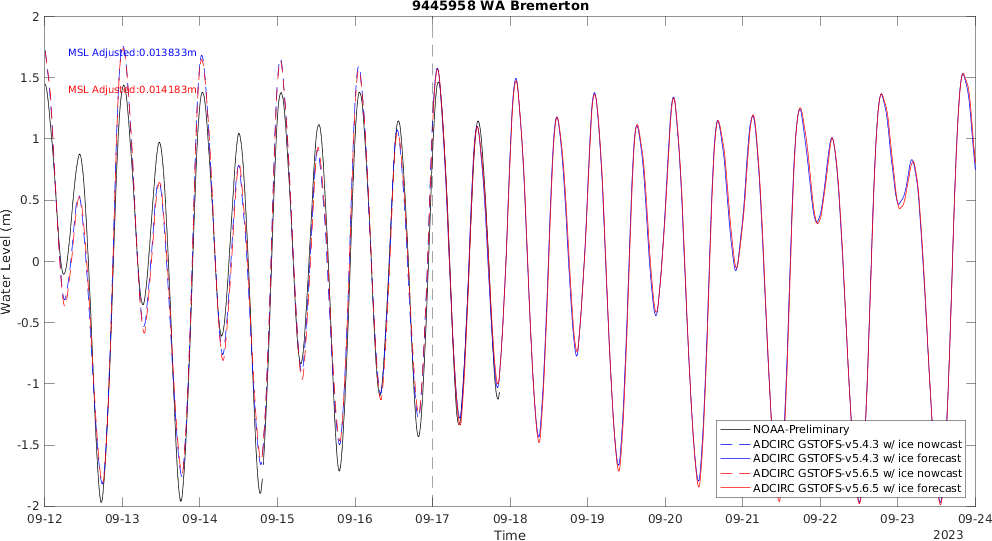 9445958 WA Bremerton
2
1.5
1
0.5
0
-0.5
-1
-1.5
-2
Water Level (m)
MSL Adjusted:0.013833m
MSL Adjusted:0.014183m
NOAA-Preliminary
ADCIRC GSTOFS-v5.4.3 w/ ice nowcast
ADCIRC GSTOFS-v5.4.3 w/ ice forecast
ADCIRC GSTOFS-v5.6.5 w/ ice nowcast
ADCIRC GSTOFS-v5.6.5 w/ ice forecast
09-12 09-13 09-14 09-15 09-16 09-17 09-18 09-19 09-20 09-21 09-22 09-23 09-24
Time
2023